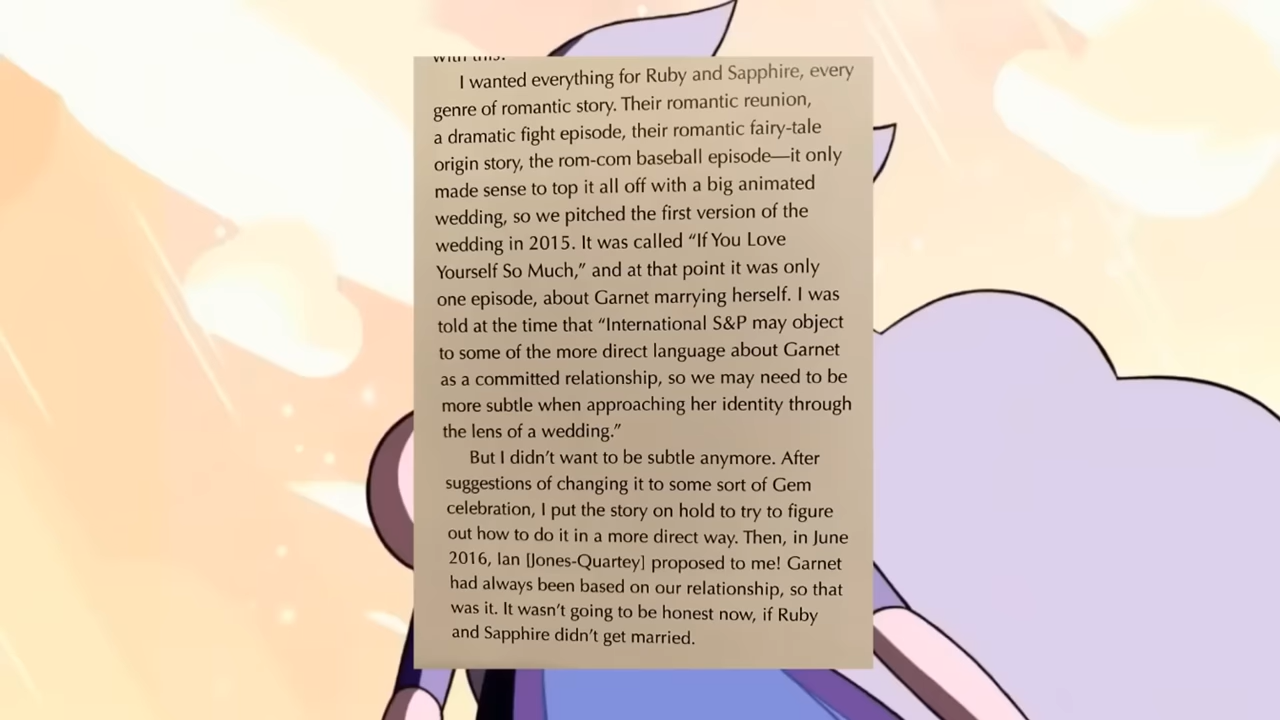 with this.
I wanted everything for Ruby and Sapphire, every
genre of romantic story. Their romantic reunion,
a dramatic fight episode, their romantic fairy-tale
origin story, the rom-com baseball episode—it only
made sense to top it all off with a big animated
wedding, so we pitched the first version of the
wedding in 2015. It was called “If You Love
Yourself So Much,” and at that point it was only
one episode, about Garnet marrying herself. I was
told at the time that “International S&P may object
to some of the more direct language about Garnet
as a committed relationship, so we may need to be
more subtle when approaching her identity through
the lens of a wedding.”
But I didn’t want to be subtle anymore. After
suggestions of changing it to some sort of Gem
celebration, I put the story on hold to try to figure
out how to do it in a more direct way. Then, in June
2016, Ian [Jones-Quartey] proposed to me! Garnet
had always been based on our relationship, so that
was it. It wasn’t going to be honest now, if Ruby
and Sapphire didn’t get married.